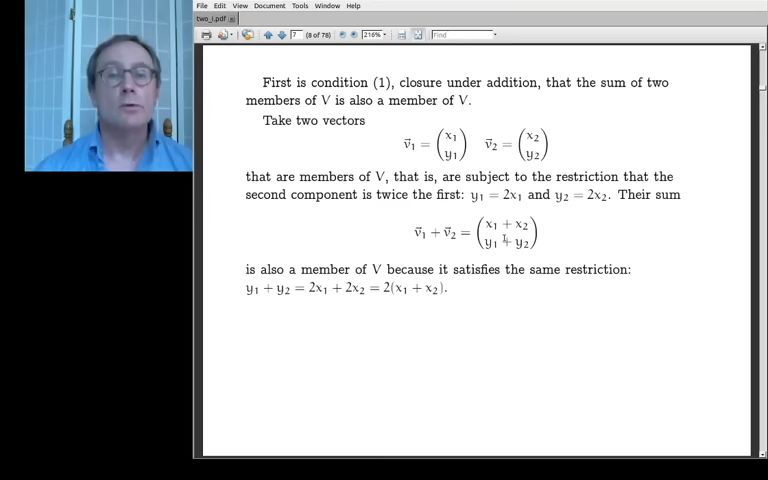 File Edit View Document Tools Window Help
two_i.pdf
7 (8 of 78) 216% Find
First is condition (1), closure under addition, that the sum of two
members of V is also a member of V.
Take two vectors
v⃗₁ = (x₁ y₁) v⃗₂ = (x₂ y₂)
that are members of V, that is, are subject to the restriction that the
second component is twice the first: y₁ = 2x₁ and y₂ = 2x₂. Their sum
v⃗₁ + v⃗₂ = (x₁ + x₂ y₁ + y₂)
is also a member of V because it satisfies the same restriction:
y₁ + y₂ = 2x₁ + 2x₂ = 2(x₁ + x₂).